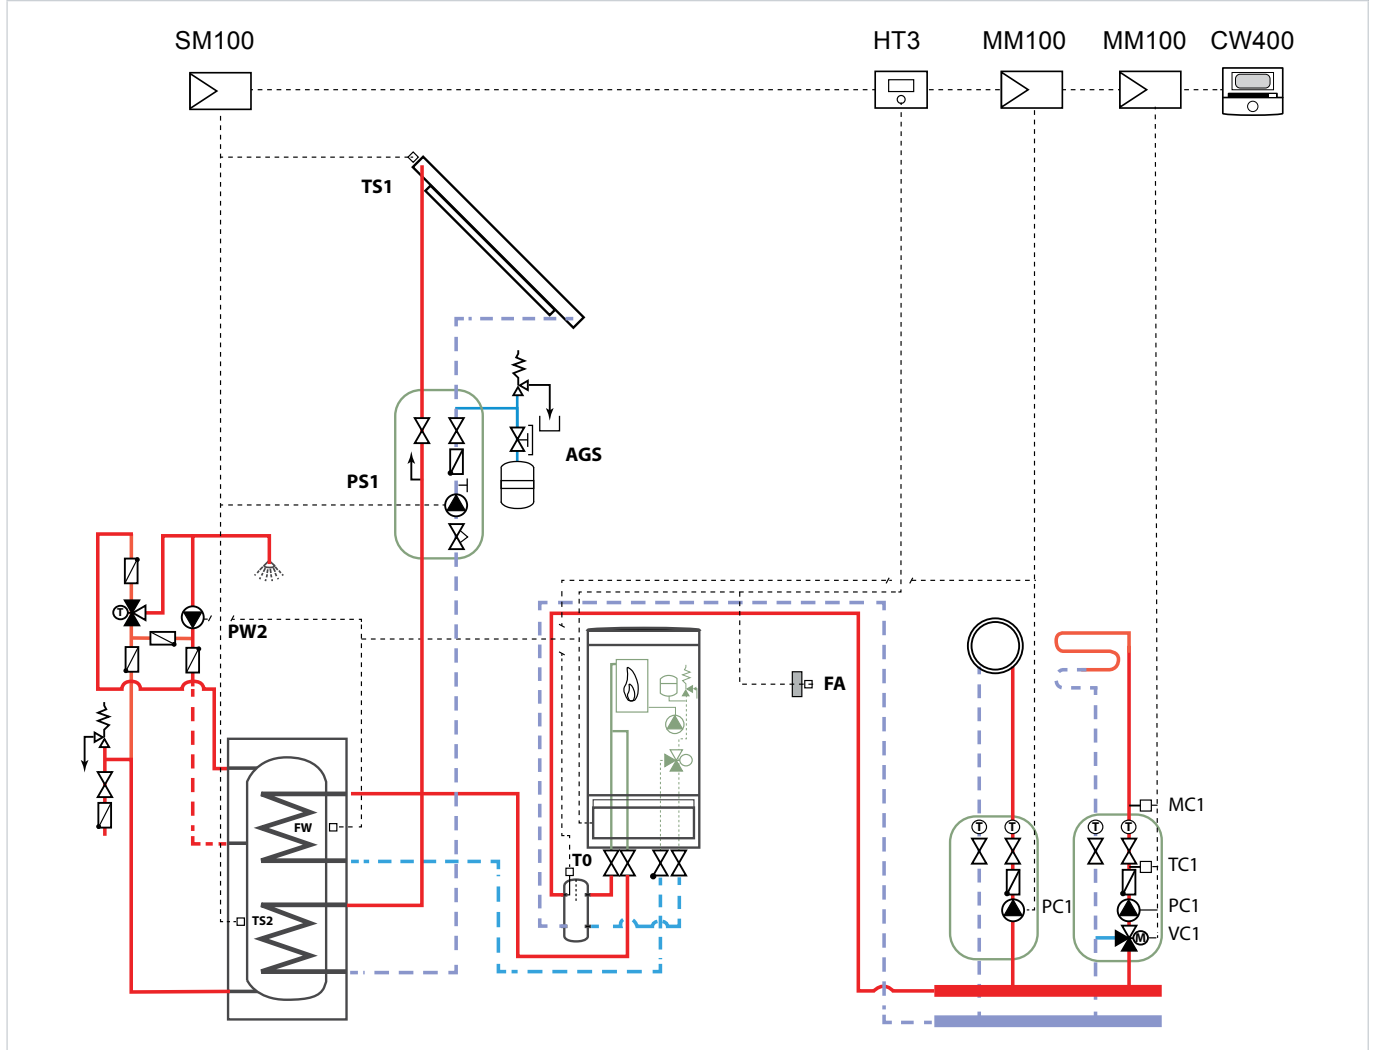 SM100
HT3
MM100
MM100
CW400
TS1
AGS
PS1
T
PW2
FA
FW
MC1
T
T
T
T
T0
TC1
PC1
PC1
TS2
VC1
M